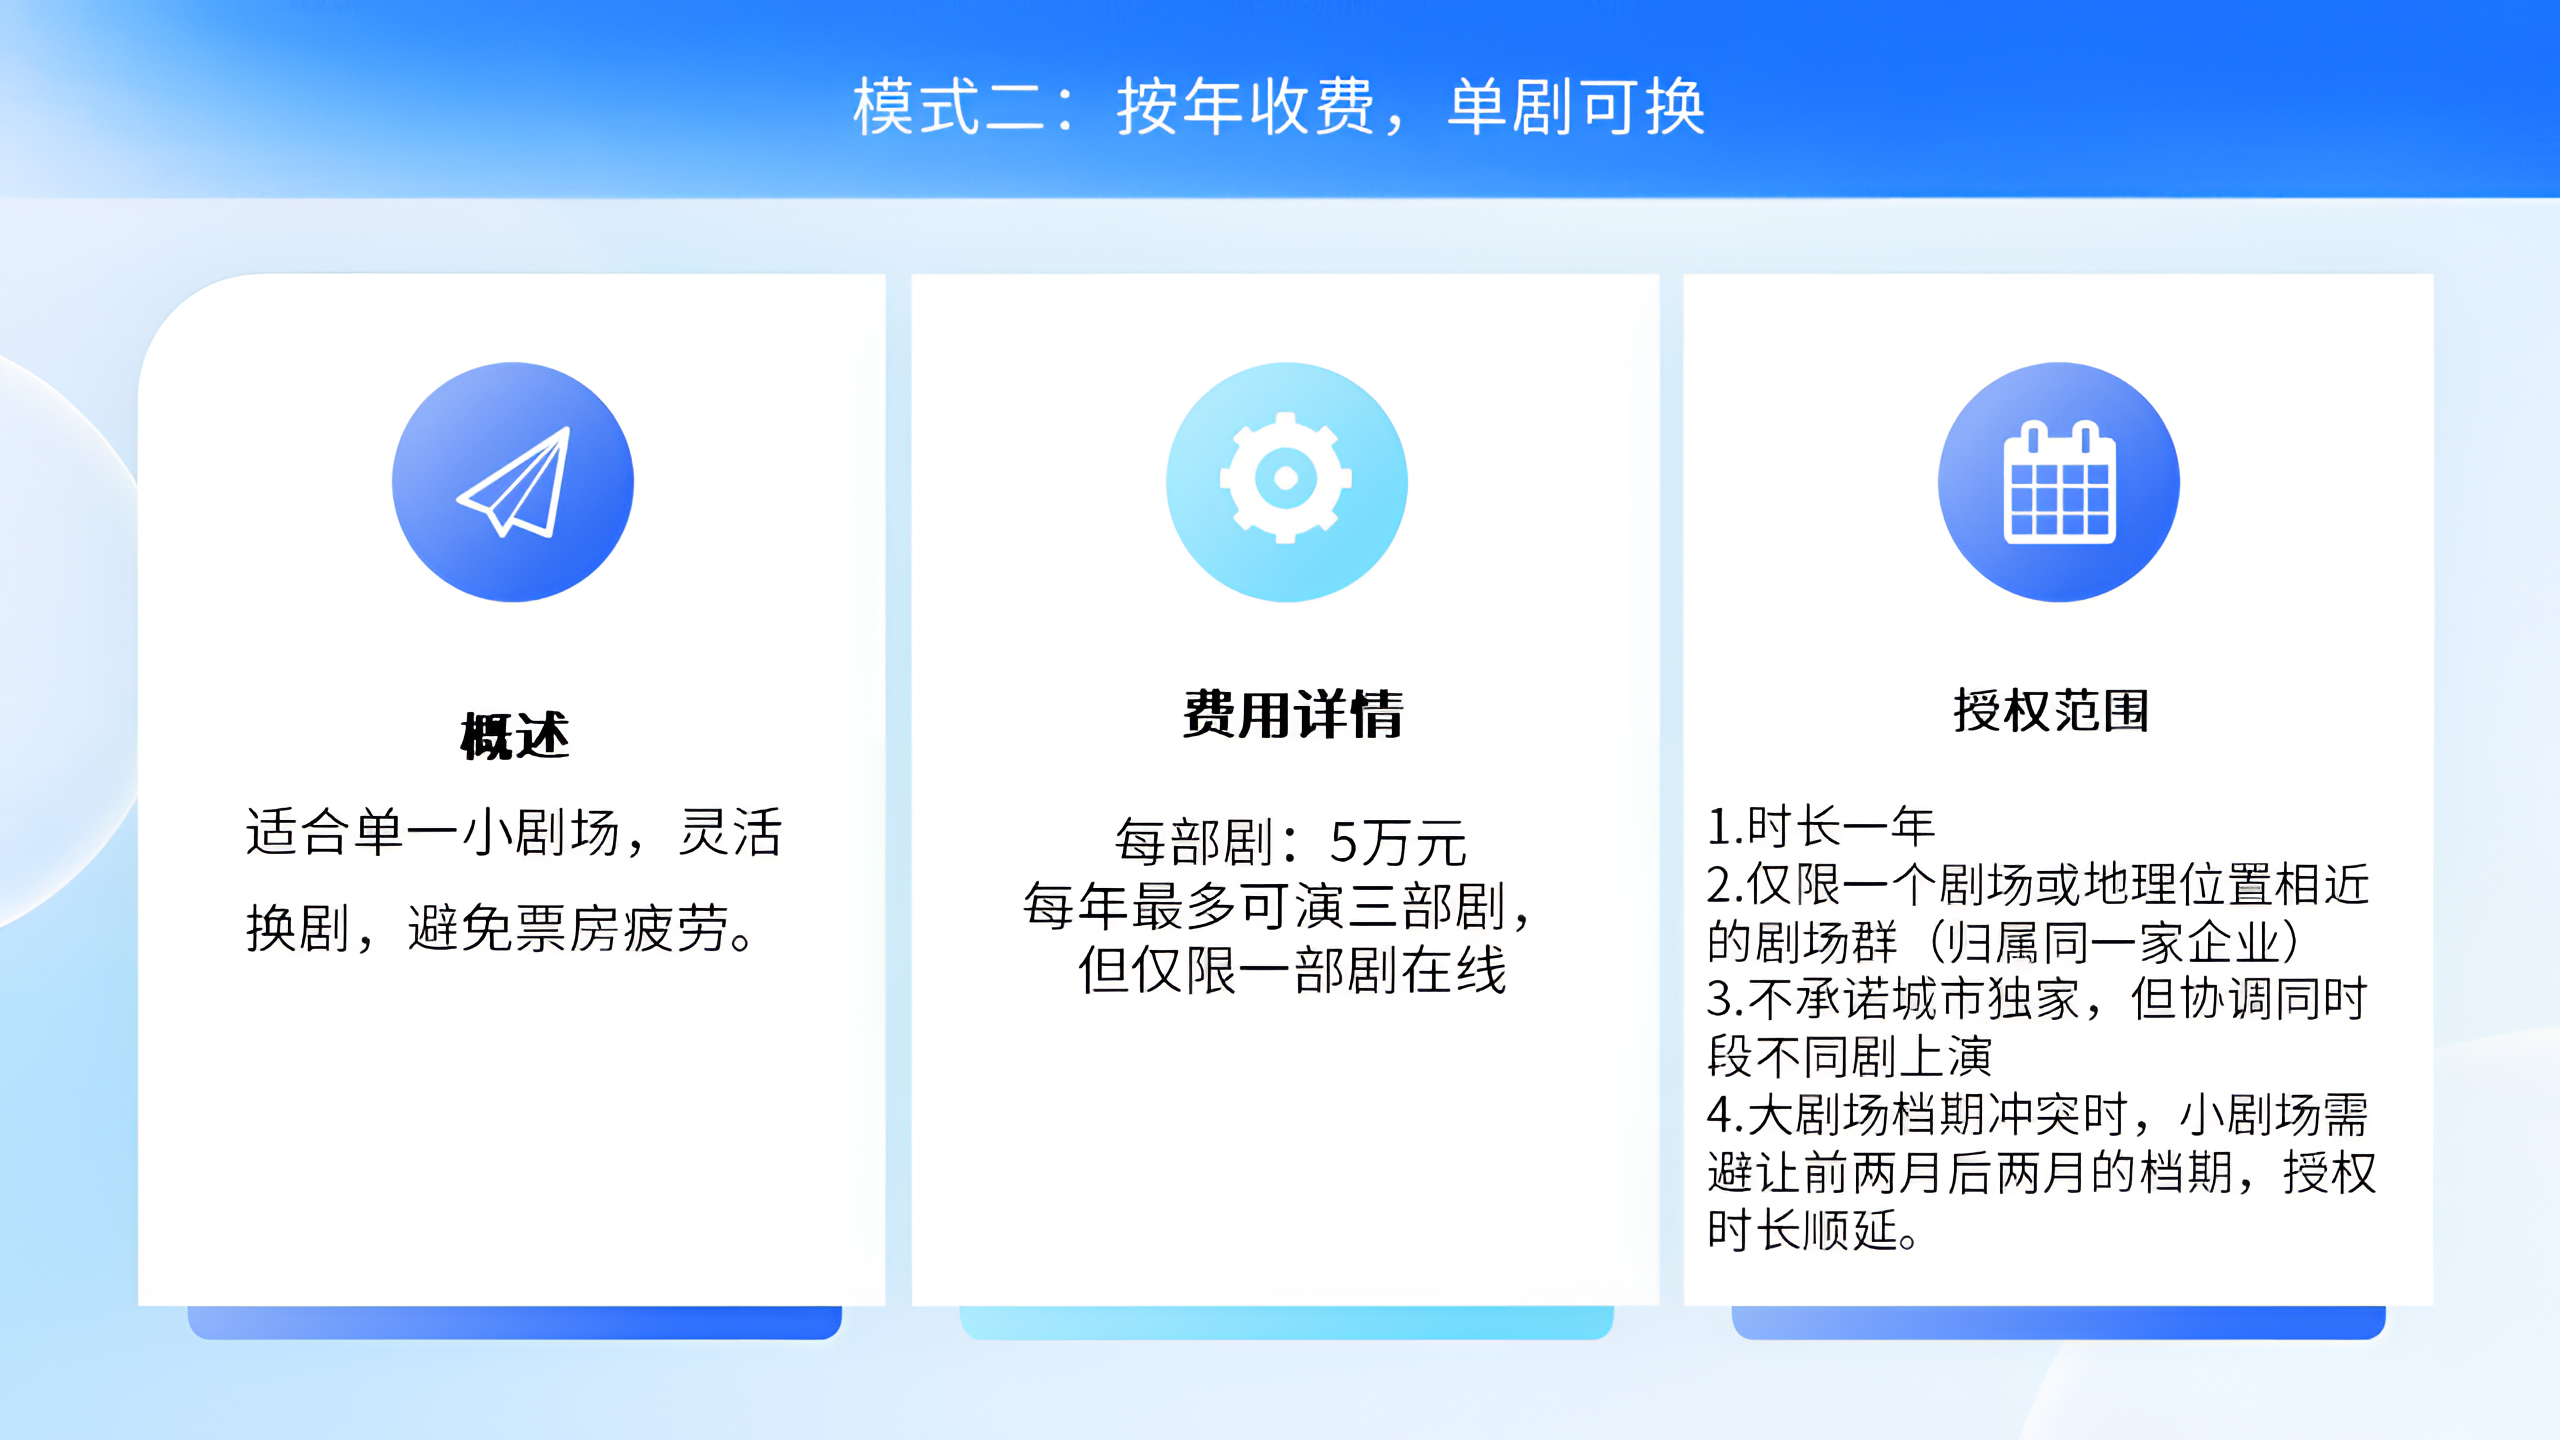 模式二：按年收费，单剧可换
概述
适合单一小剧场，灵活
换剧，避免票房疲劳。
费用详情
每部剧：5万元
每年最多可演三部剧，
但仅限一部剧在线
授权范围
1.时长一年
2.仅限一个剧场或地理位置相近
的剧场群（归属同一家企业）
3.不承诺城市独家，但协调同时
段不同剧上演
4.大剧场档期冲突时，小剧场需
避让前两月后两月的档期，授权
时长顺延。